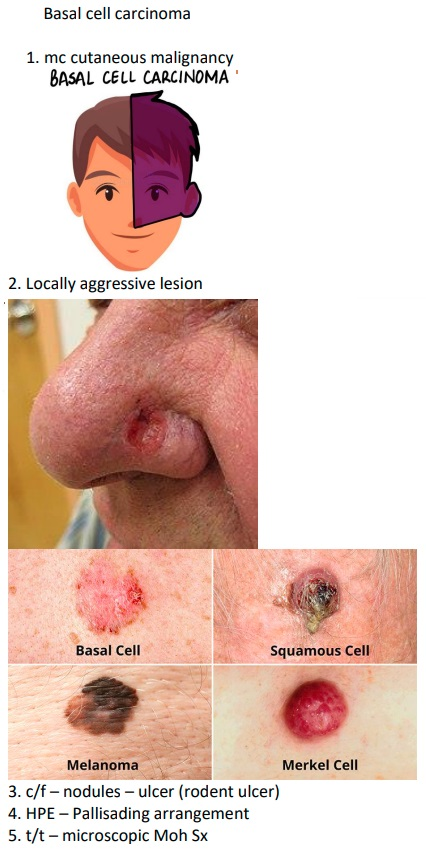 Basal cell carcinoma
1. mc cutaneous malignancy
BASAL CELL CARCINOMA
2. Locally aggressive lesion
Basal Cell
Squamous Cell
Melanoma
Merkel Cell
3. c/f – nodules – ulcer (rodent ulcer)
4. HPE – Pallisading arrangement
5. t/t – microscopic Moh Sx